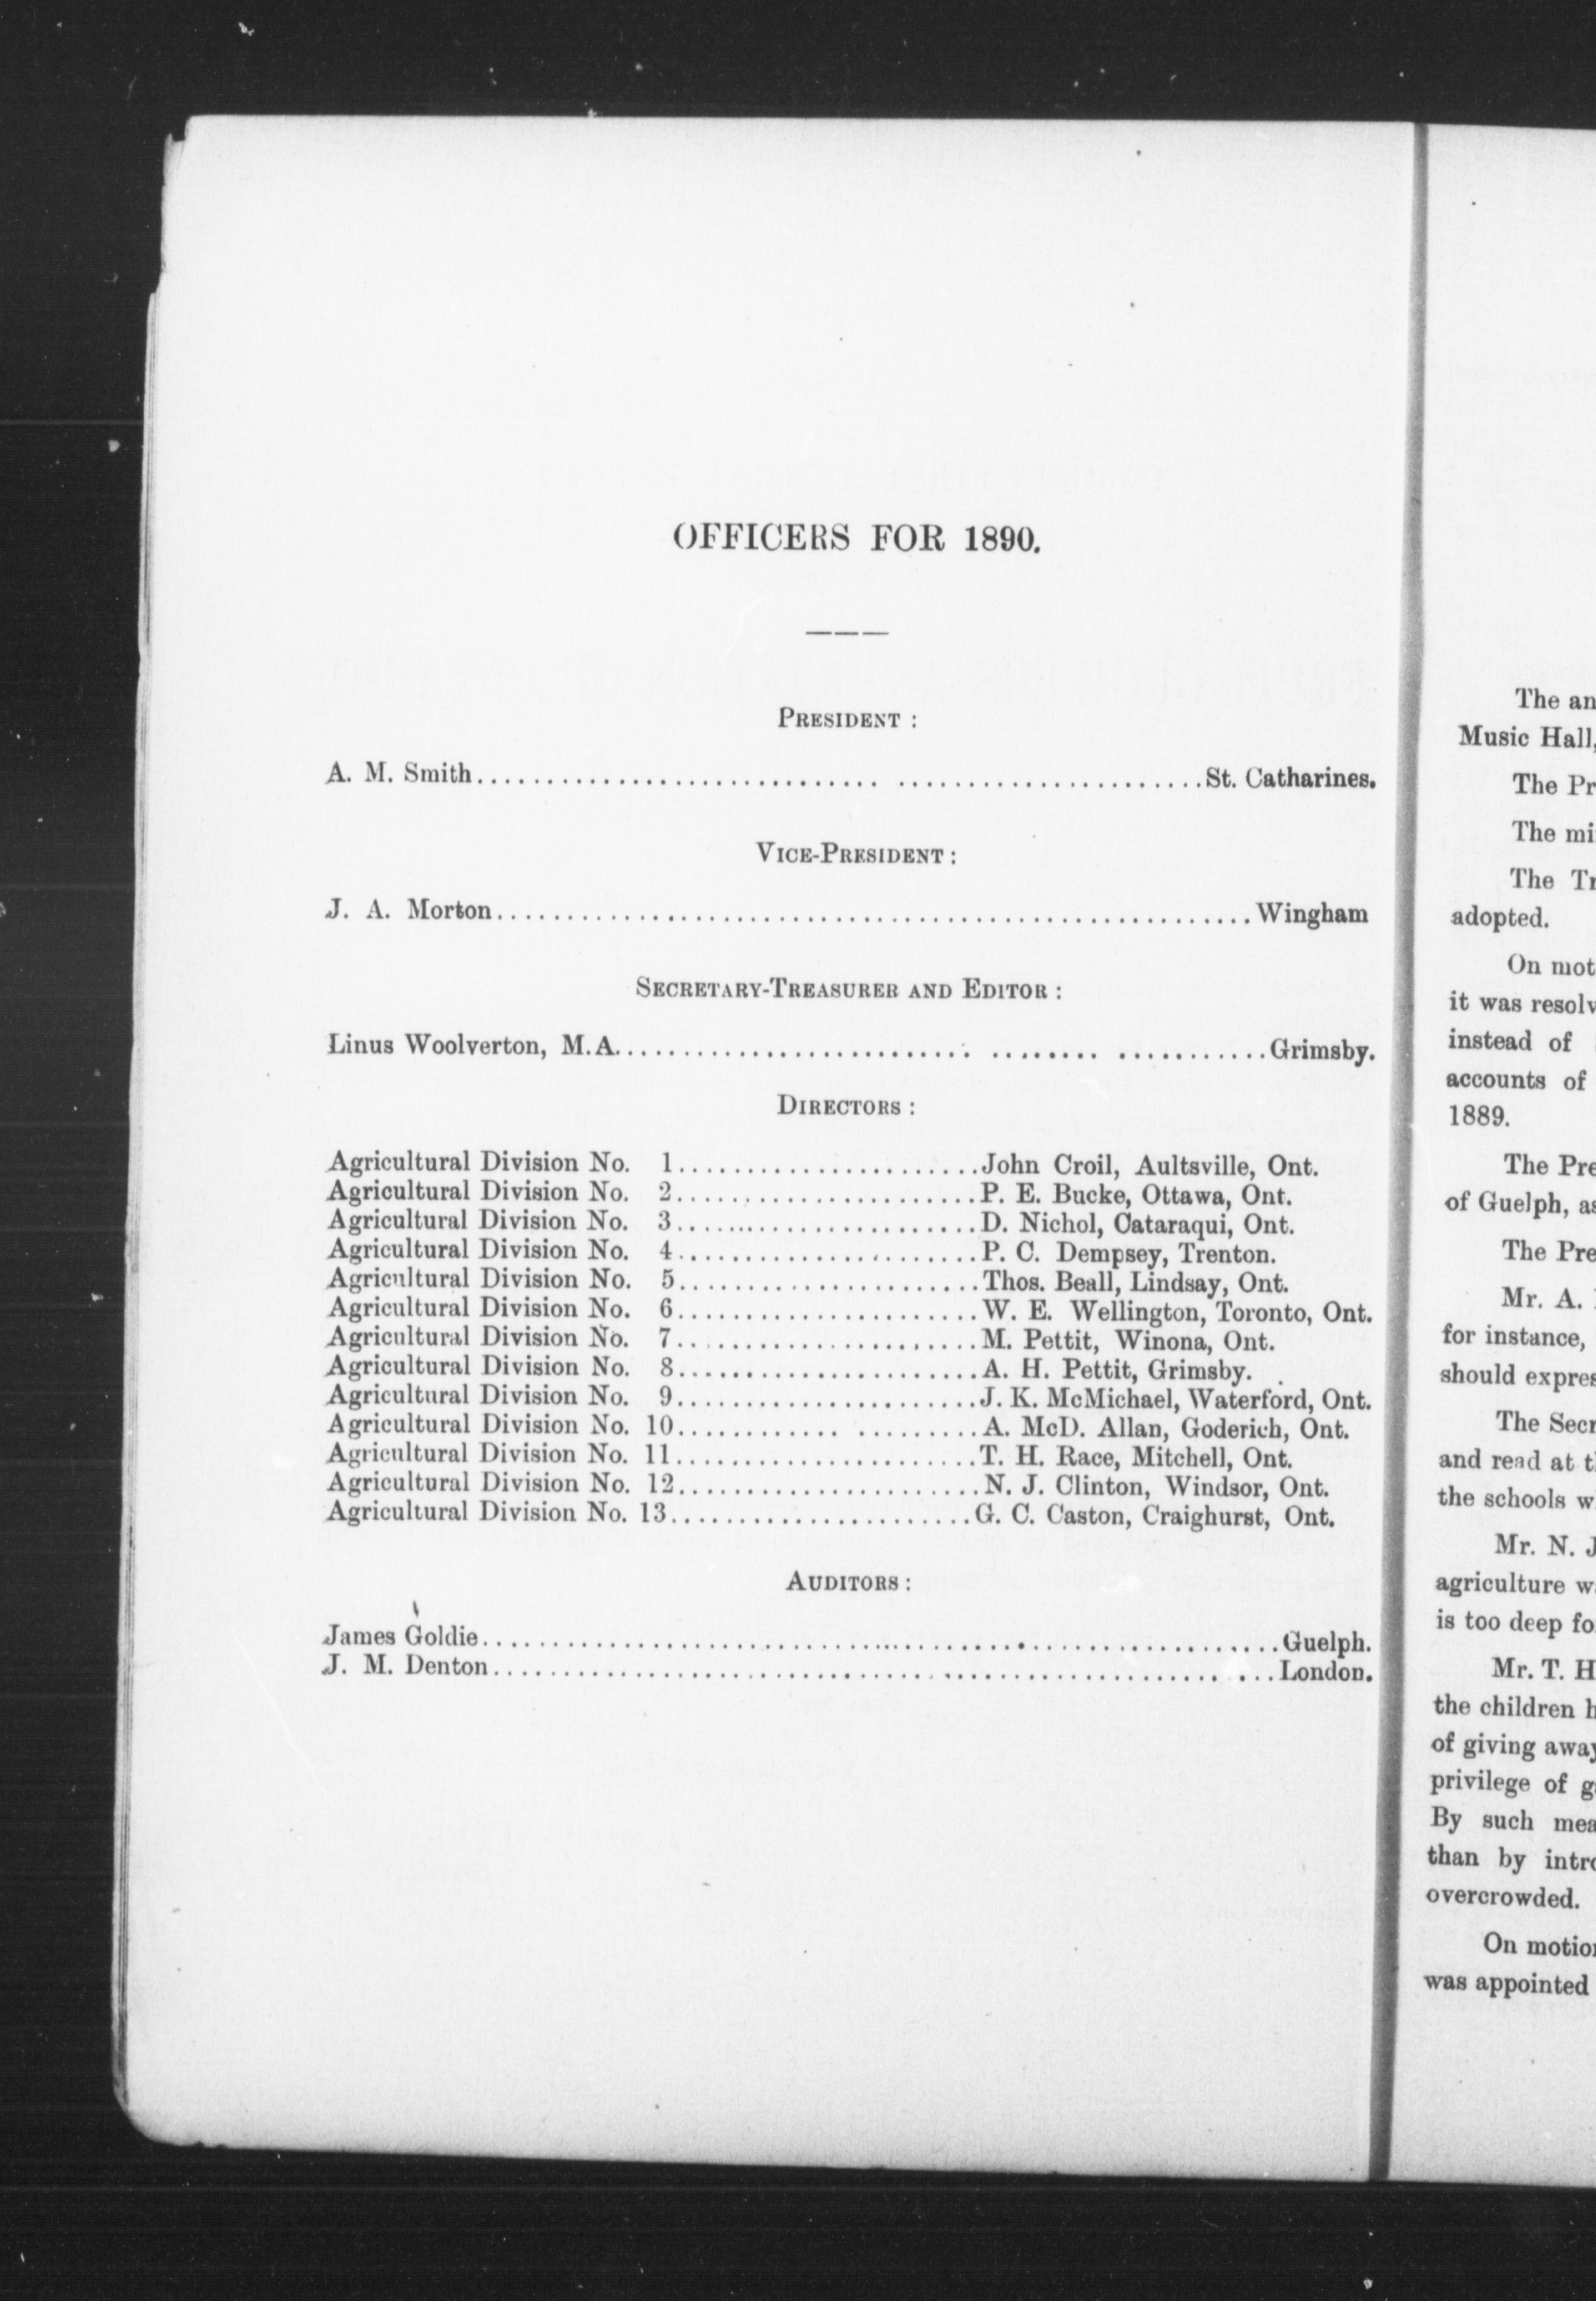 OFFICERS FOR 1890.
PRESIDENT :
A. M. Smith.................................................St. Catharines.
VICE-PRESIDENT :
J. A. Morton.................................................Wingham
SECRETARY-TREASURER AND EDITOR :
Linus Woolverton, M.A.................................................Grimsby.
DIRECTORS :
Agricultural Division No. 1......................John Croil, Aultsville, Ont.
Agricultural Division No. 2......................P. E. Bucke, Ottawa, Ont.
Agricultural Division No. 3......................D. Nichol, Cataraqui, Ont.
Agricultural Division No. 4......................P. C. Dempsey, Trenton.
Agricultural Division No. 5......................Thos. Beall, Lindsay, Ont.
Agricultural Division No. 6......................W. E. Wellington, Toronto, Ont.
Agricultural Division No. 7......................M. Pettit, Winona, Ont.
Agricultural Division No. 8......................A. H. Pettit, Grimsby.
Agricultural Division No. 9......................J. K. McMichael, Waterford, Ont.
Agricultural Division No. 10......................A. McD. Allan, Goderich, Ont.
Agricultural Division No. 11......................T. H. Race, Mitchell, Ont.
Agricultural Division No. 12......................N. J. Clinton, Windsor, Ont.
Agricultural Division No. 13......................G. C. Caston, Craighurst, Ont.
AUDITORS :
James Goldie.................................................Guelph.
J. M. Denton.................................................London.
The an
Music Hall,
The Pr
The mi
The Tr
adopted.
On mot
it was resolv
instead of
accounts of
1889.
The Pre
of Guelph, as
The Pre
Mr. A.
for instance,
should expres
The Secr
and read at t
the schools w
Mr. N. J
agriculture w
is too deep fo
Mr. T. H
the children h
of giving away
privilege of g
By such mea
than by intro
overcrowded.
On motion
was appointed